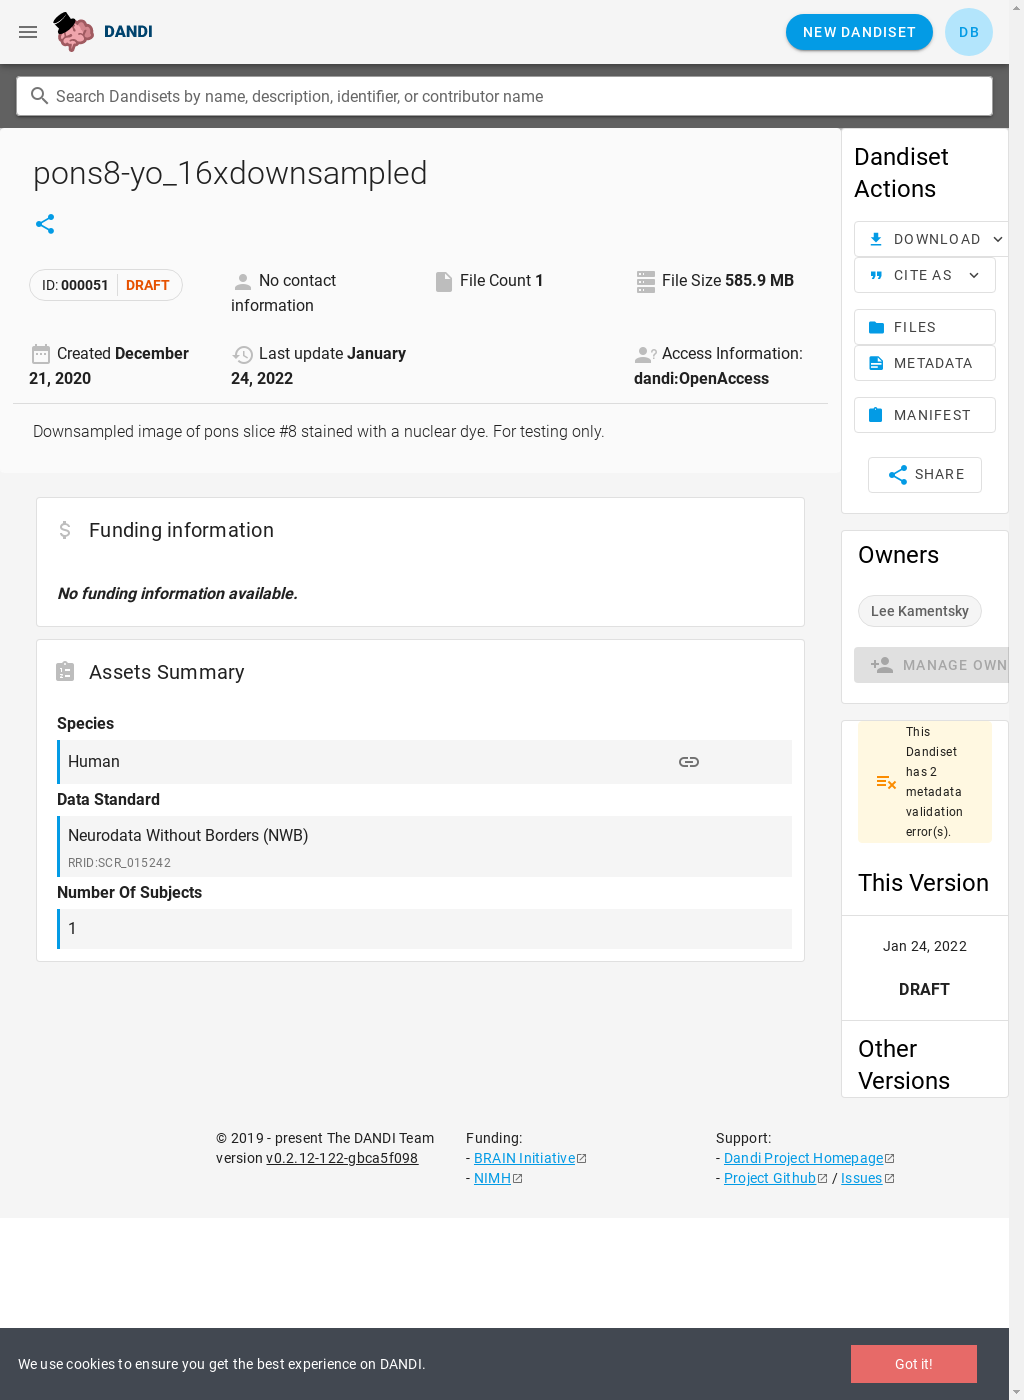 DANDI
NEW DANDISET
DB
Search Dandisets by name, description, identifier, or contributor name
pons8-yo_16xdownsampled
ID: 000051 DRAFT
No contact
information
File Count 1
File Size 585.9 MB
Created December
21, 2020
Last update January
24, 2022
Access Information:
dandi:OpenAccess
Downsampled image of pons slice #8 stained with a nuclear dye. For testing only.
Funding information
No funding information available.
Assets Summary
Species
Human
Data Standard
Neurodata Without Borders (NWB)
RRID:SCR_015242
Number Of Subjects
1
Dandiset
Actions
DOWNLOAD
CITE AS
FILES
METADATA
MANIFEST
SHARE
Owners
Lee Kamentsky
MANAGE OWN
This
Dandiset
has 2
metadata
validation
error(s).
This Version
Jan 24, 2022
DRAFT
Other
Versions
© 2019 - present The DANDI Team
version v0.2.12-122-gbca5f098
Funding:
- BRAIN Initiative
- NIMH
Support:
- Dandi Project Homepage
- Project Github / Issues
We use cookies to ensure you get the best experience on DANDI.
Got it!